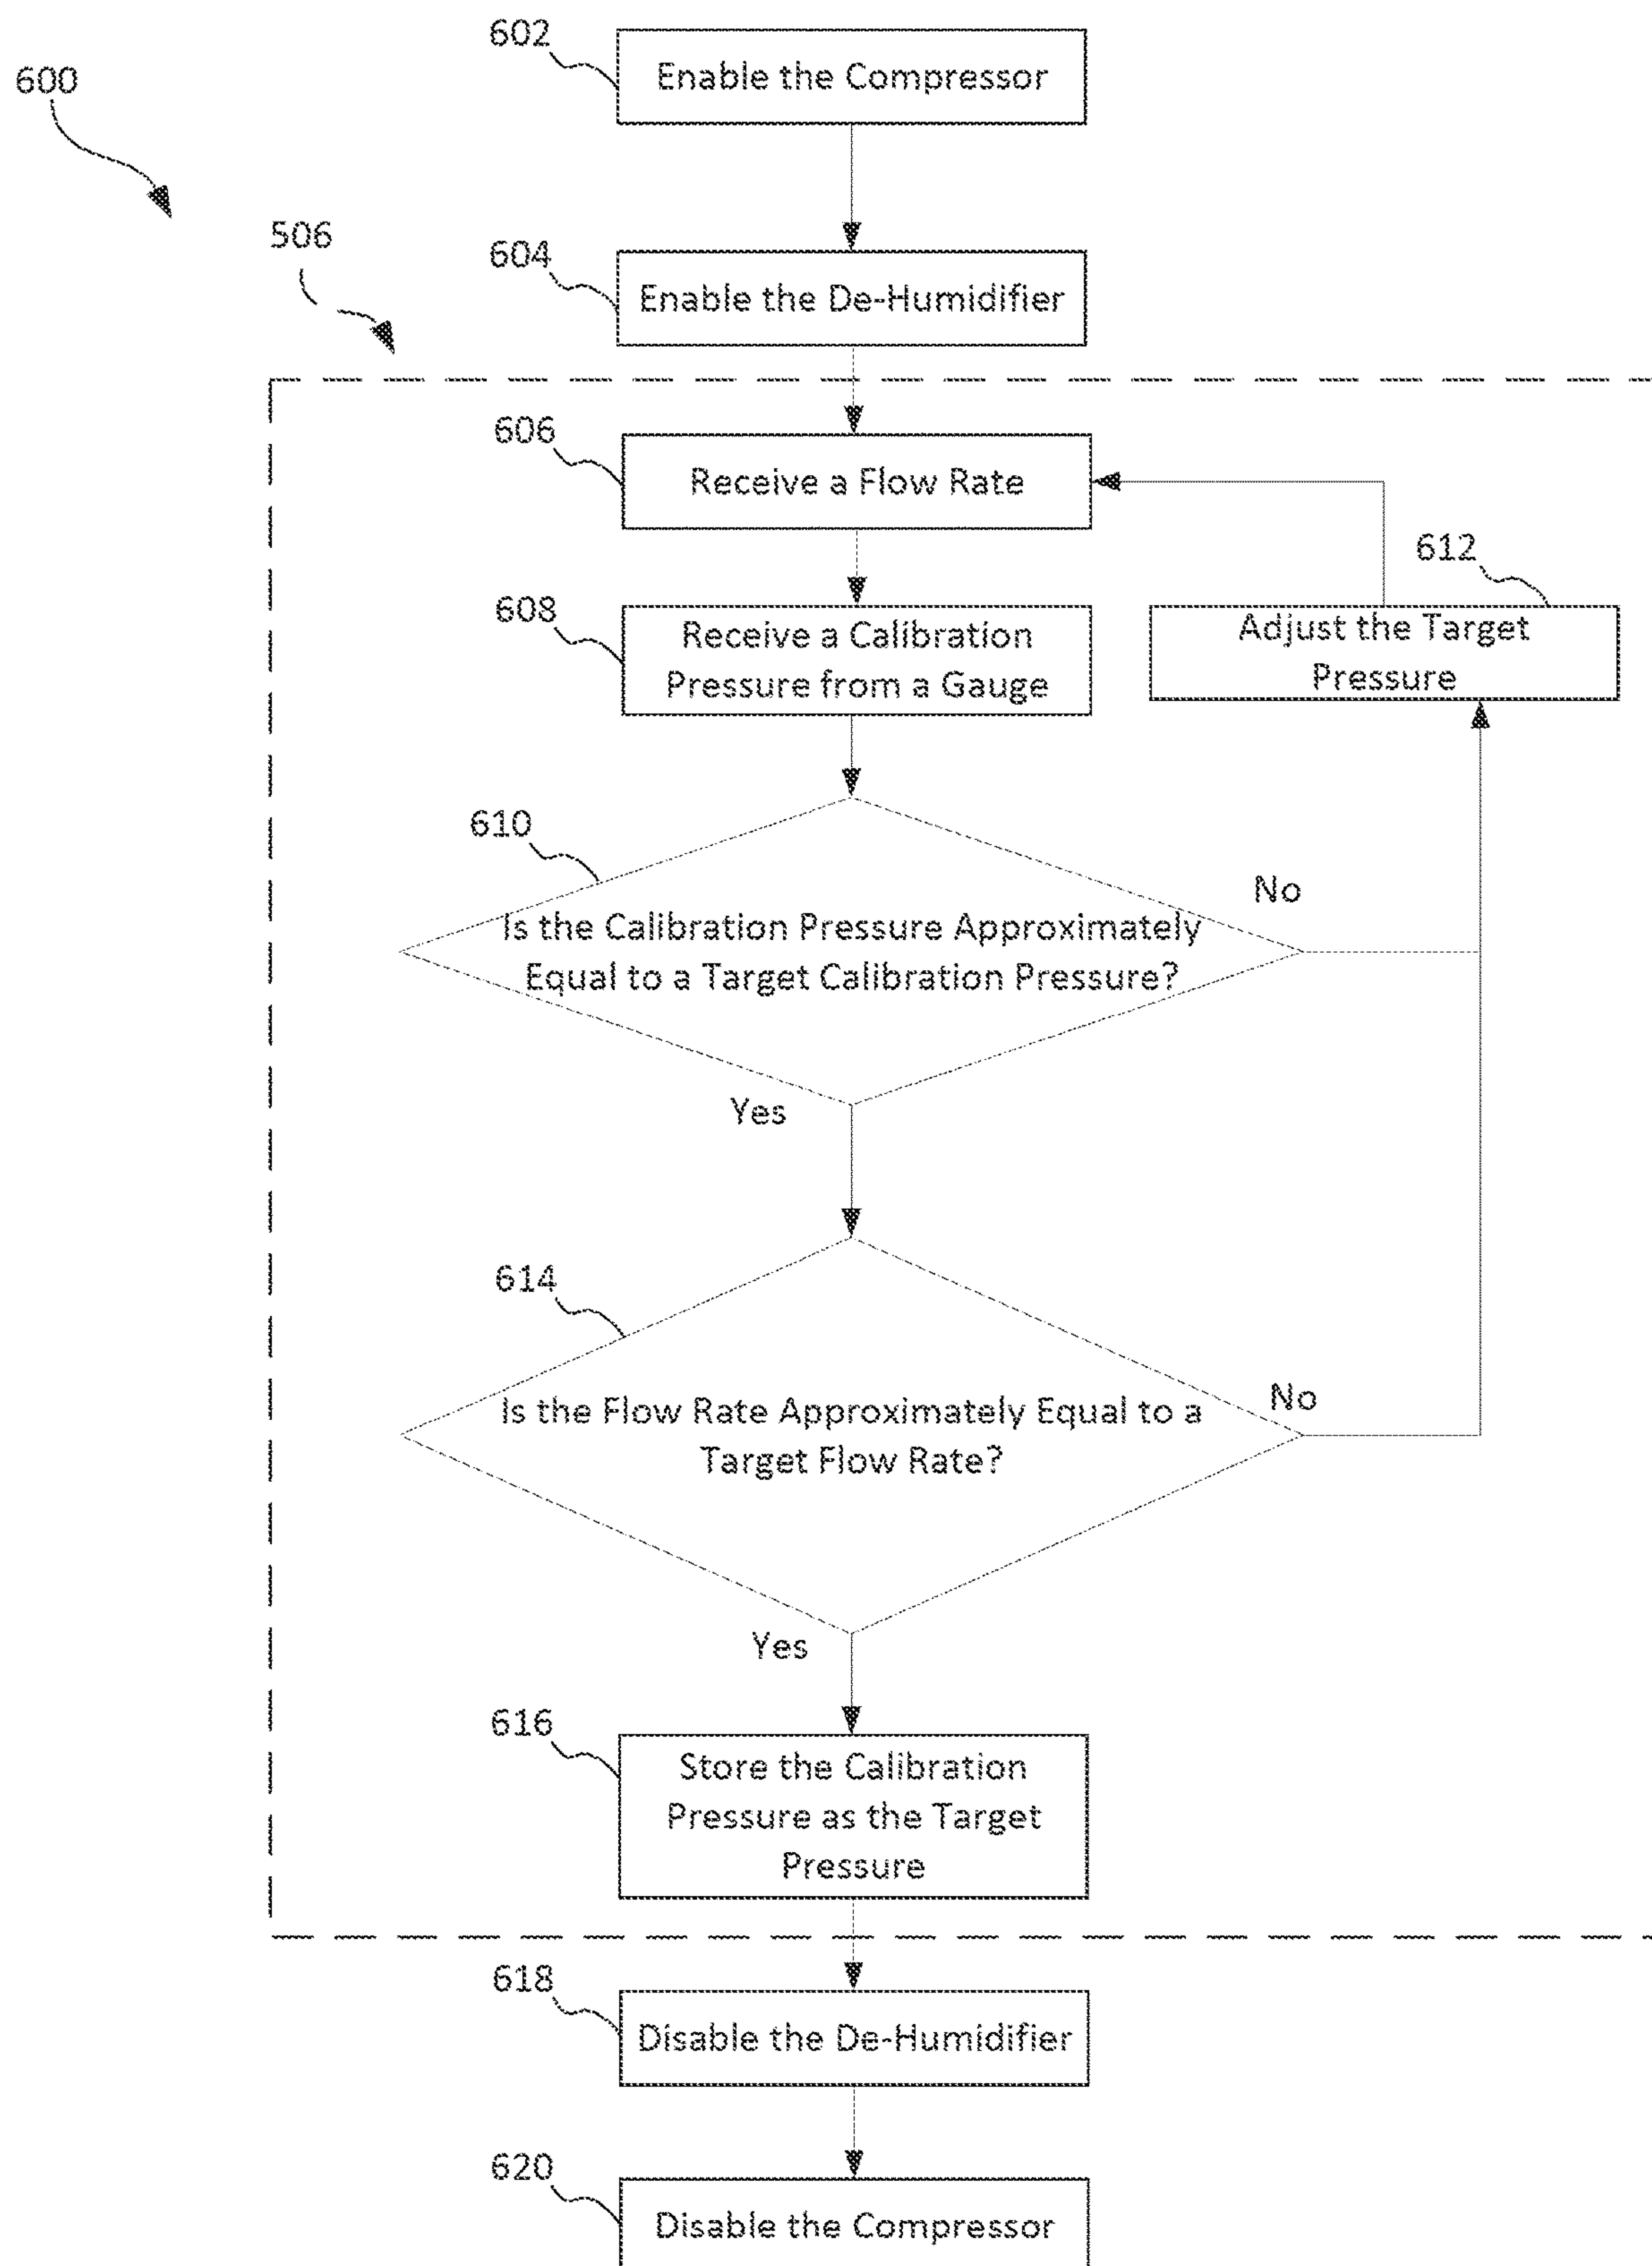 602
Enable the Compressor
600
506
604
Enable the De-Humidifier
606
Receive a Flow Rate
612
Adjust the Target
Pressure
608
Receive a Calibration
Pressure from a Gauge
610
No
Is the Calibration Pressure Approximately
Equal to a Target Calibration Pressure?
Yes
614
No
Is the Flow Rate Approximately Equal to a
Target Flow Rate?
Yes
616
Store the Calibration
Pressure as the Target
Pressure
618
Disable the De-Humidifier
620
Disable the Compressor